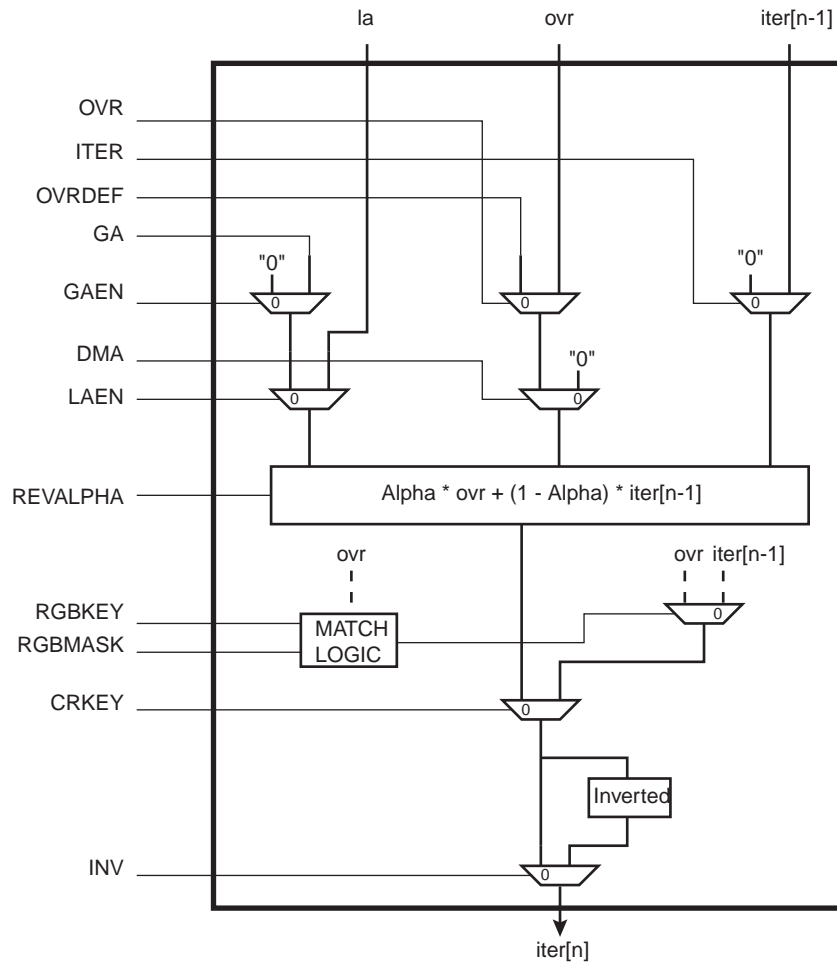 la ovr iter[n-1]
OVR
ITER
OVRDEF
GA
"0" "0"
GAEN 0 0 0
DMA "0"
LAEN 0 0
REVALPHA Alpha * ovr + (1 - Alpha) * iter[n-1]
ovr ovr iter[n-1]
RGBKEY 0
MATCH
RGBMASK LOGIC
CRKEY 0
Inverted
INV 0
iter[n]